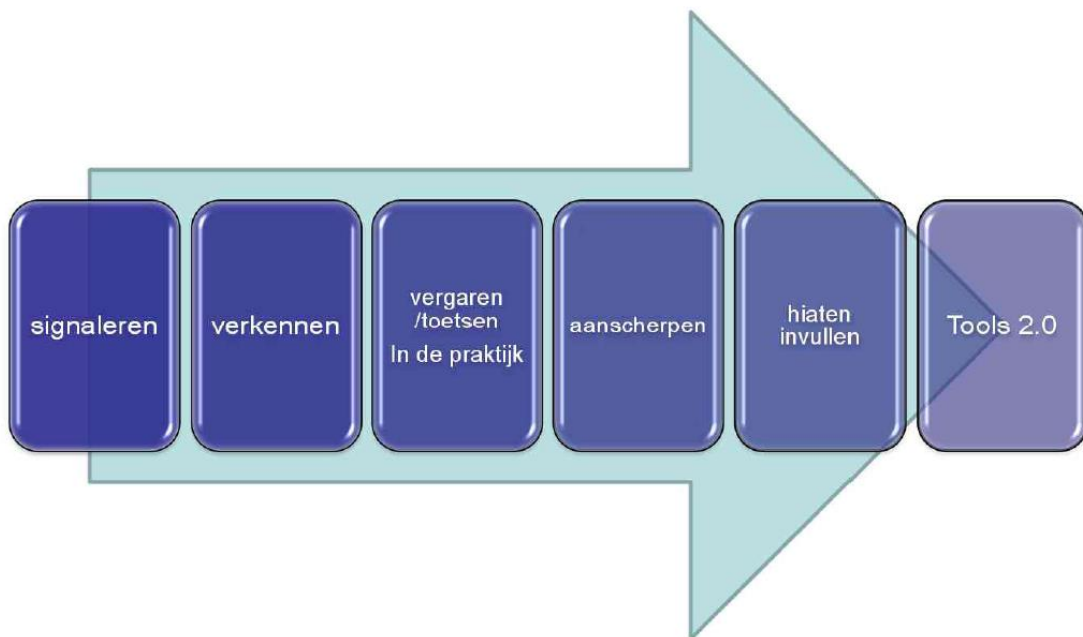 signaleren
verkennen
vergaren
/toetsen
In de praktijk
aanscherpen
hiaten
invullen
Tools 2.0